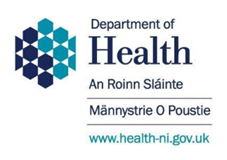 Department of
Health
An Roinn Sláinte
Männystrie O Poustie
www.health-ni.gov.uk